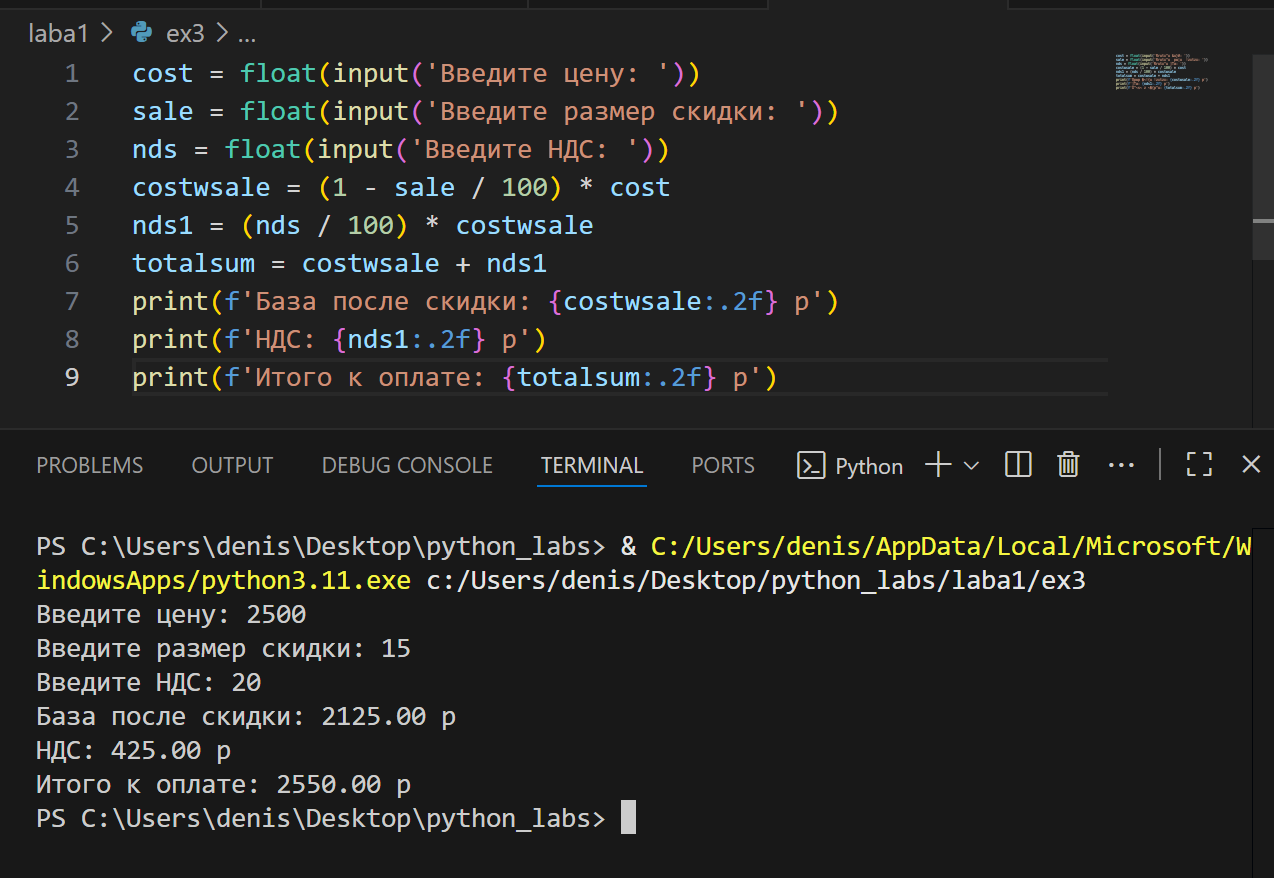 laba1 > ex3 > ...
1 cost = float(input('Введите цену: '))
2 sale = float(input('Введите размер скидки: '))
3 nds = float(input('Введите НДС: '))
4 costwsale = (1 - sale / 100) * cost
5 nds1 = (nds / 100) * costwsale
6 totalsum = costwsale + nds1
7 print(f'База после скидки: {costwsale:.2f} р')
8 print(f'НДС: {nds1:.2f} р')
9 print(f'Итого к оплате: {totalsum:.2f} р')
PROBLEMS OUTPUT DEBUG CONSOLE TERMINAL PORTS Python
PS C:\Users\denis\Desktop\python_labs> & C:/Users/denis/AppData/Local/Microsoft/W
indowsApps/python3.11.exe c:/Users/denis/Desktop/python_labs/laba1/ex3
Введите цену: 2500
Введите размер скидки: 15
Введите НДС: 20
База после скидки: 2125.00 р
НДС: 425.00 р
Итого к оплате: 2550.00 р
PS C:\Users\denis\Desktop\python_labs>